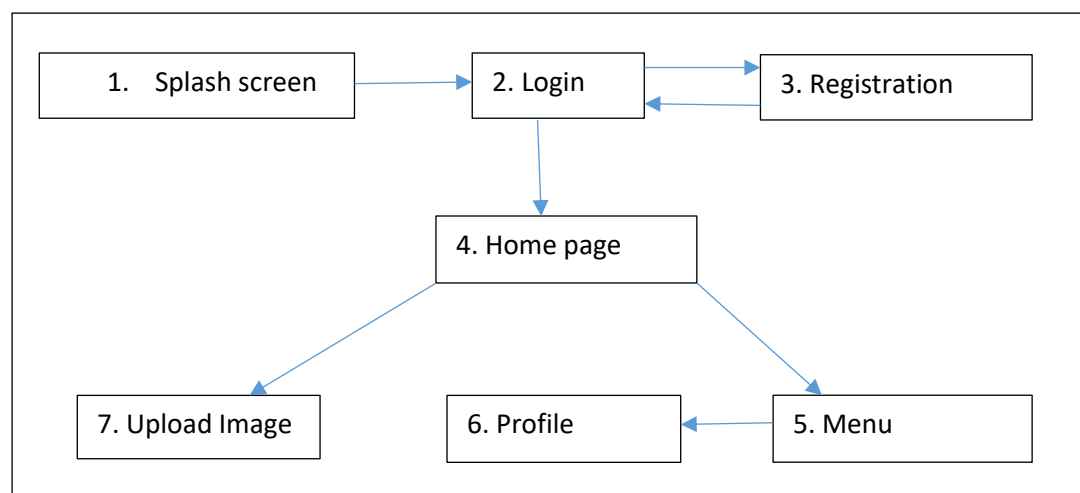 1. Splash screen
2. Login
3. Registration
4. Home page
7. Upload Image
6. Profile
5. Menu